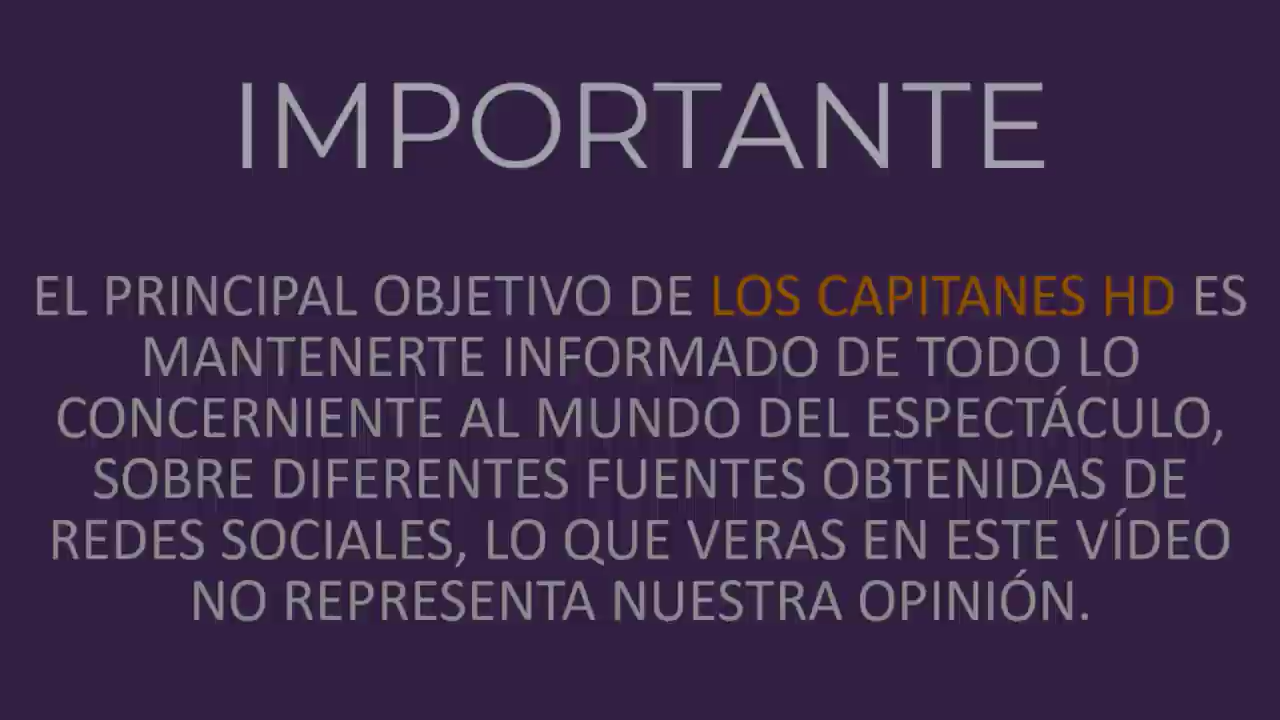 IMPORTANTE
EL PRINCIPAL OBJETIVO DE LOS CAPITANES HD ES
MANTENERTE INFORMADO DE TODO LO
CONCERNIENTE AL MUNDO DEL ESPECTÁCULO,
SOBRE DIFERENTES FUENTES OBTENIDAS DE
REDES SOCIALES, LO QUE VERAS EN ESTE VÍDEO
NO REPRESENTA NUESTRA OPINIÓN.